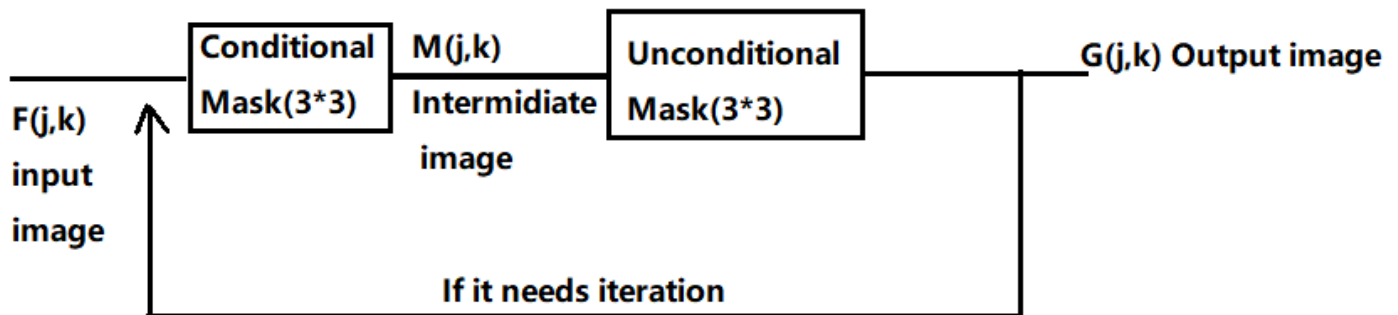 F(j,k)
input
image
Conditional
Mask(3*3)
M(j,k)
Intermidiate
image
Unconditional
Mask(3*3)
G(j,k) Output image
If it needs iteration